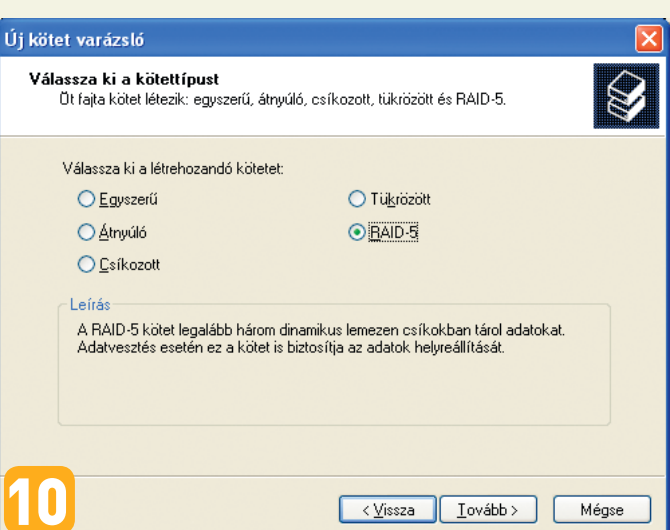 Új kötet varázsló
Válassza ki a kötettípust
Öt fajta kötet létezik: egyszerű, átnyúló, csíkozott, tükrözött és RAID-5.
Válassza ki a létrehozandó kötetet:
Egyszerű
Tükrözött
Átnyúló
RAID-5
Csíkozott
Leírás
A RAID-5 kötet legalább három dinamikus lemezen csíkokban tárol adatokat.
Adatvesztés esetén ez a kötet is biztosítja az adatok helyreállítását.
10
< Vissza
Tovább >
Mégse